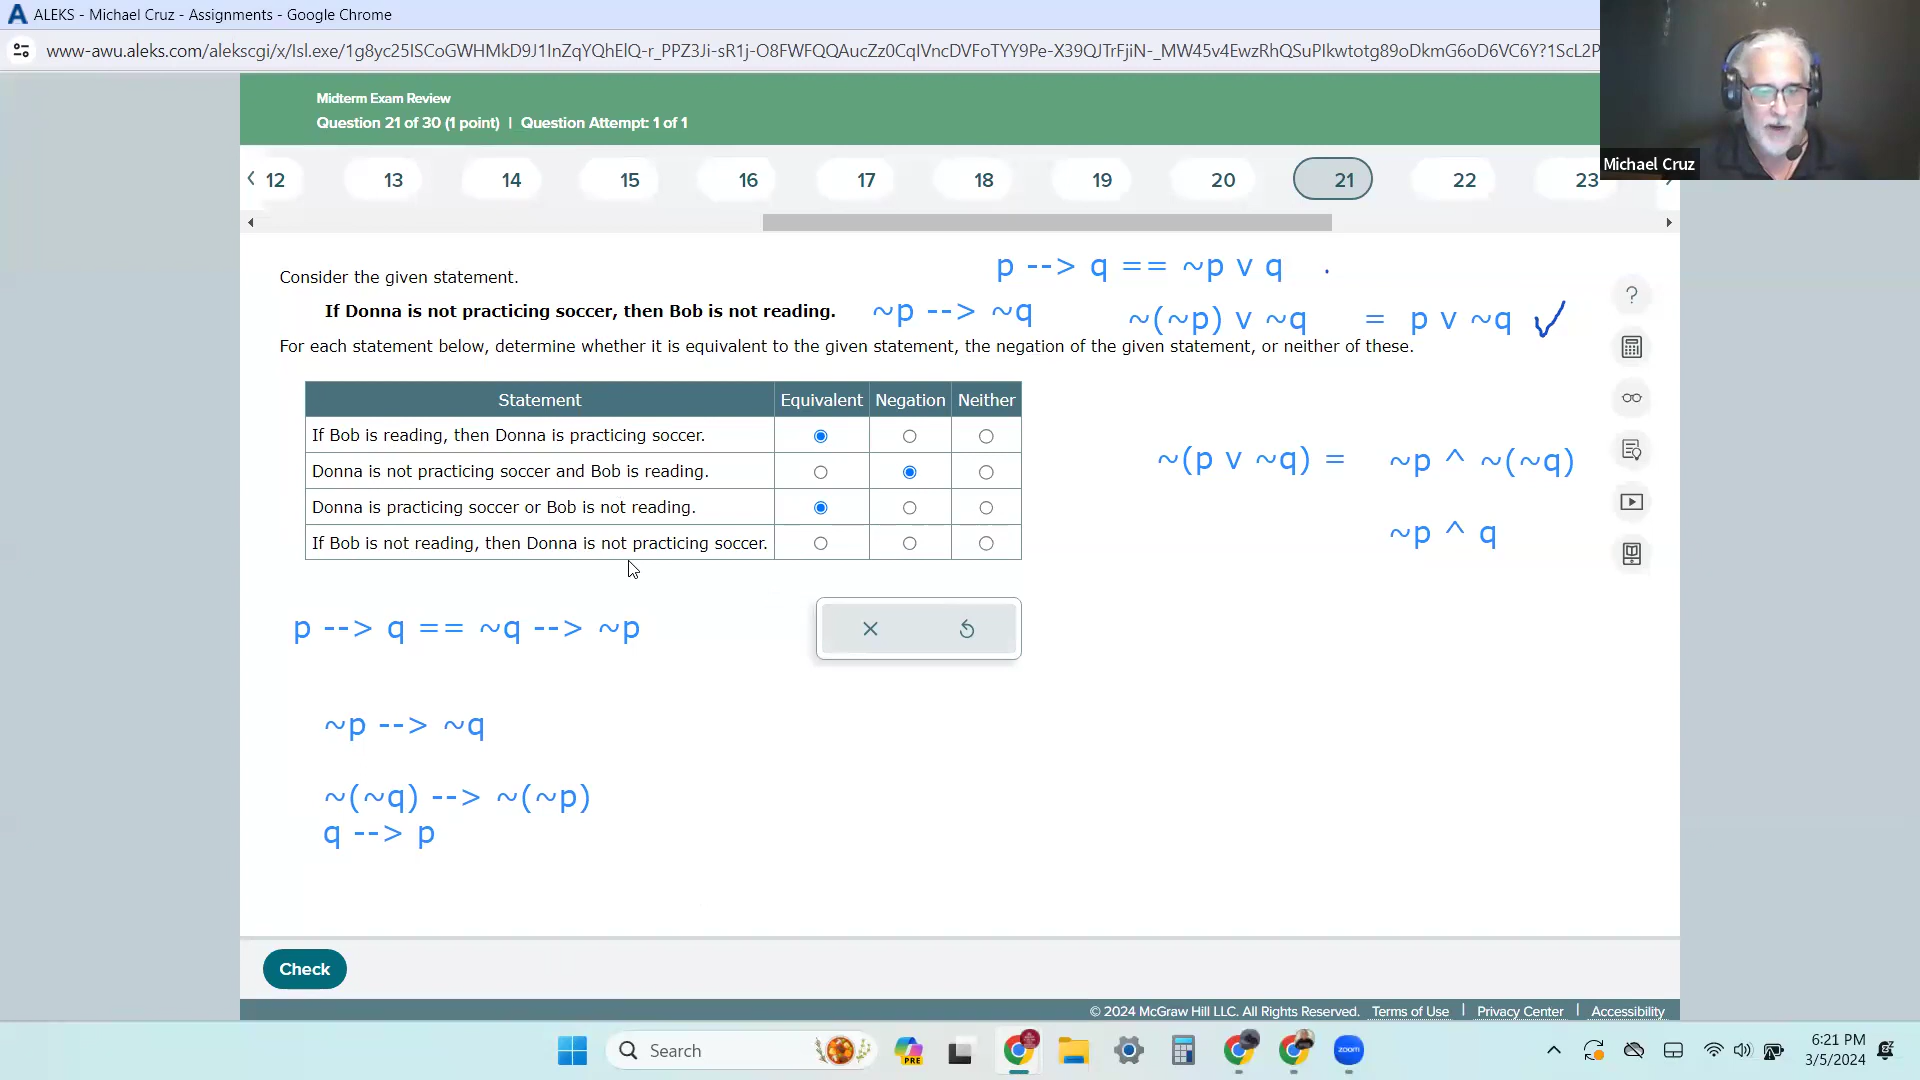 ALEKS - Michael Cruz - Assignments - Google Chrome
www-awu.aleks.com/alekscgi/x/Isl.exe/
Midterm Exam Review
Question 21 of 30 (1 point) | Question Attempt: 1 of 1
Michael Cruz
12 13 14 15 16 17 18 19 20 21 22 23
Consider the given statement.
p --> q == ~p v q
If Donna is not practicing soccer, then Bob is not reading. ~p --> ~q ~(~p) v ~q = p v ~q ✓
For each statement below, determine whether it is equivalent to the given statement, the negation of the given statement, or neither of these.
Statement Equivalent Negation Neither
If Bob is reading, then Donna is practicing soccer.
Donna is not practicing soccer and Bob is reading.
~(p v ~q) = ~p ^ ~(~q)
Donna is practicing soccer or Bob is not reading.
If Bob is not reading, then Donna is not practicing soccer.
~p ^ q
p --> q == ~q --> ~p
~p --> ~q
~(~q) --> ~(~p)
q --> p
Check
© 2024 McGraw Hill LLC. All Rights Reserved. Terms of Use | Privacy Center | Accessibility
Search
PRE
zoom
6:21 PM
3/5/2024